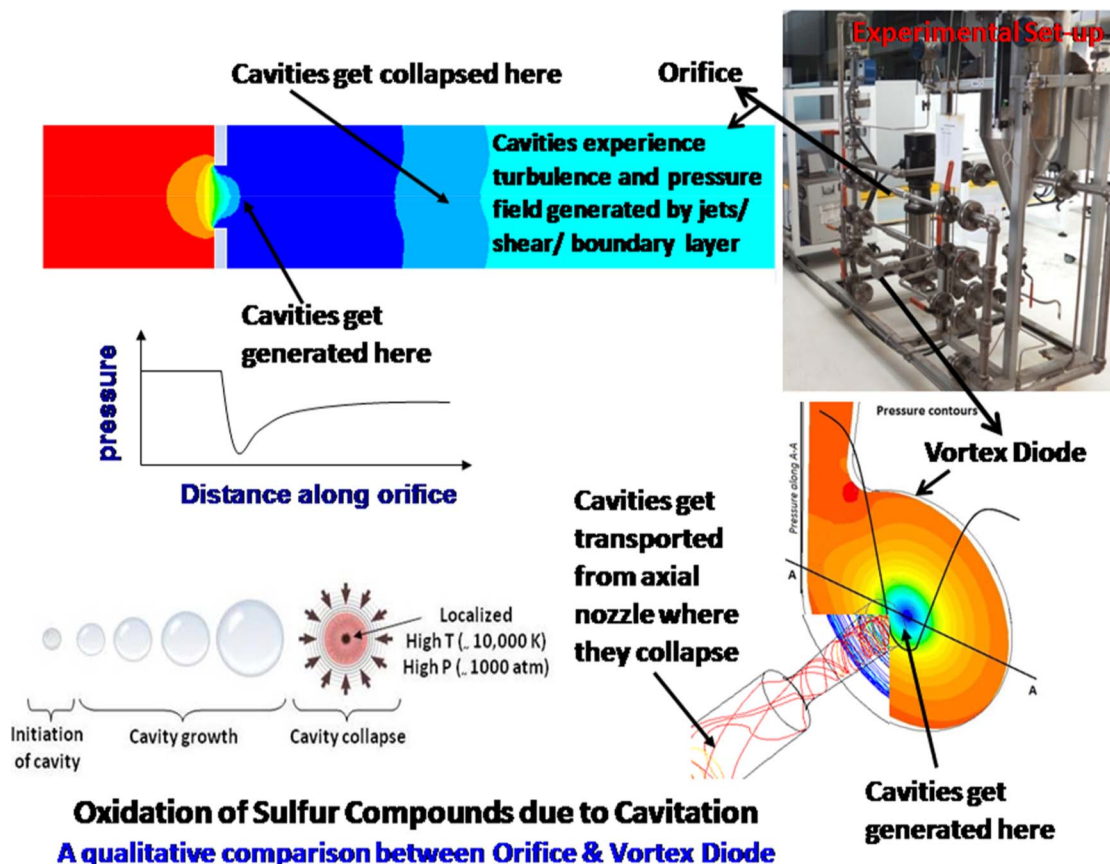 Experimental Set-up
Cavities get collapsed here
Orifice
Cavities experience
turbulence and pressure
field generated by jets/
shear/ boundary layer
Cavities get
generated here
pressure
Distance along orifice
Pressure contours
Vortex Diode
Pressure along A-A
A
A
Cavities get
transported
from axial
nozzle where
they collapse
Localized
High T (~ 10,000 K)
High P (~ 1000 atm)
Initiation
of cavity
Cavity growth
Cavity collapse
Cavities get
generated here
Oxidation of Sulfur Compounds due to Cavitation
A qualitative comparison between Orifice & Vortex Diode